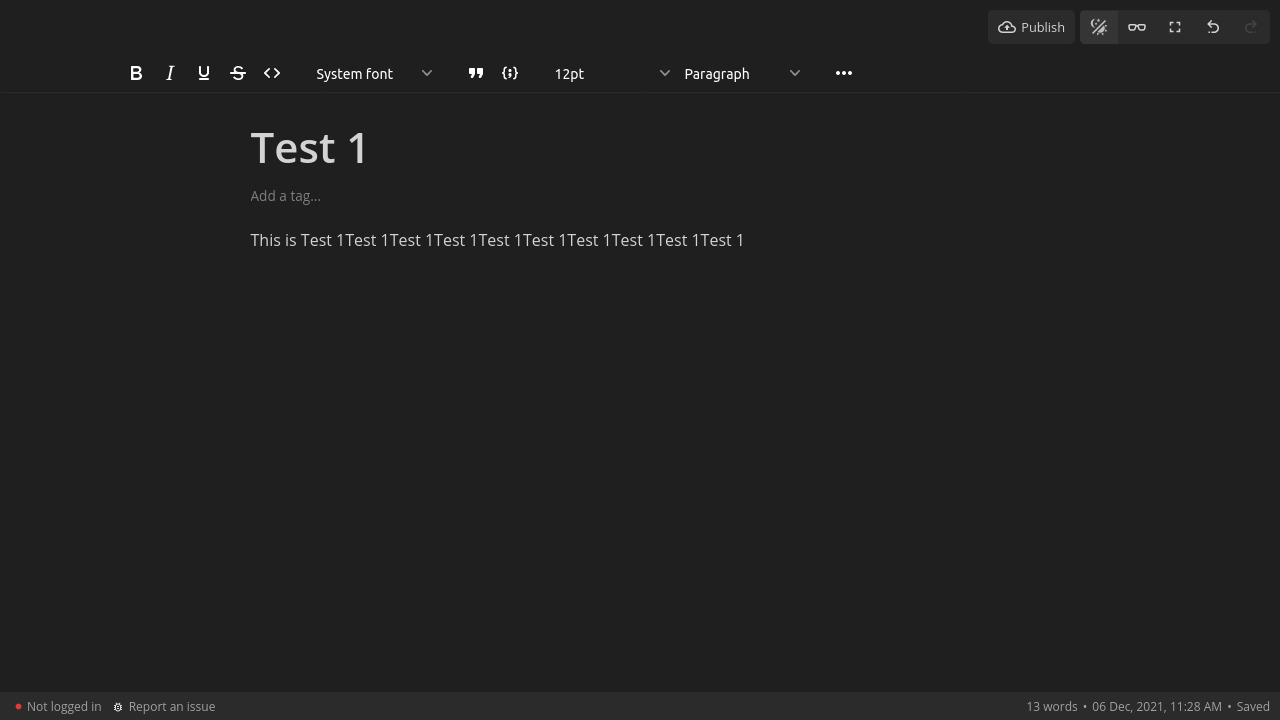 Publish
System font 12pt Paragraph
Test 1
Add a tag...
This is Test 1Test 1Test 1Test 1Test 1Test 1Test 1Test 1Test 1Test 1
Not logged in Report an issue 13 words • 06 Dec, 2021, 11:28 AM • Saved